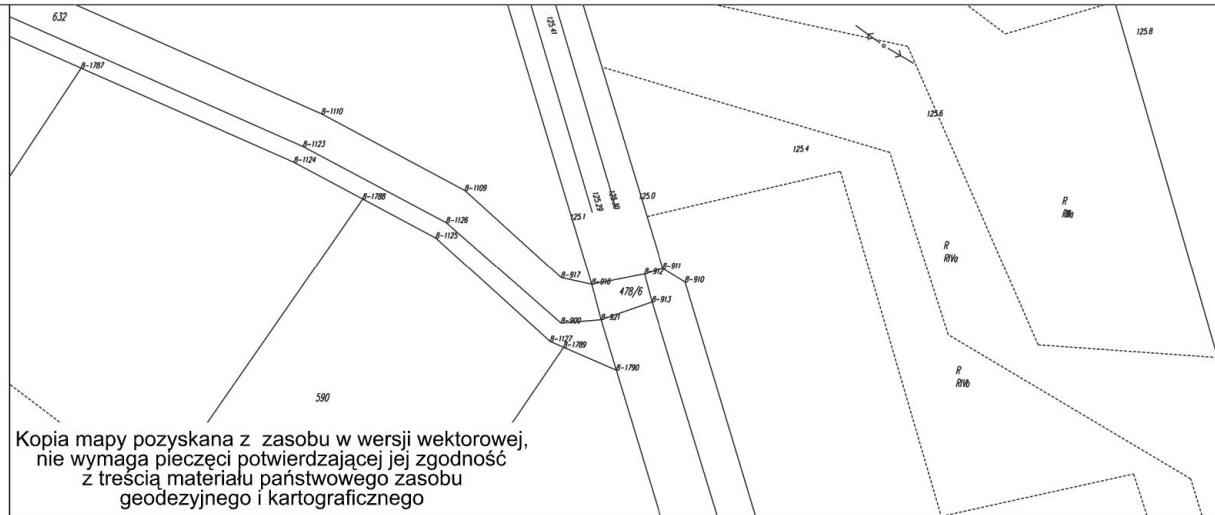 632
125.41
125.8
B-1787
B-1110
125.6
B-1123
125.4
B-1124
B-1109
B-1788
125.29
125.30
125.0
R
125.1
B-1126
B-1125
R
RIVa
B-911
B-912
B-917
B-916
B-910
478/6
B-913
B-900
B-921
B-1127
B-1789
B-1790
R
RIVb
590
Kopia mapy pozyskana z zasobu w wersji wektorowej,
nie wymaga pieczęci potwierdzającej jej zgodność
z treścią materiału państwowego zasobu
geodezyjnego i kartograficznego